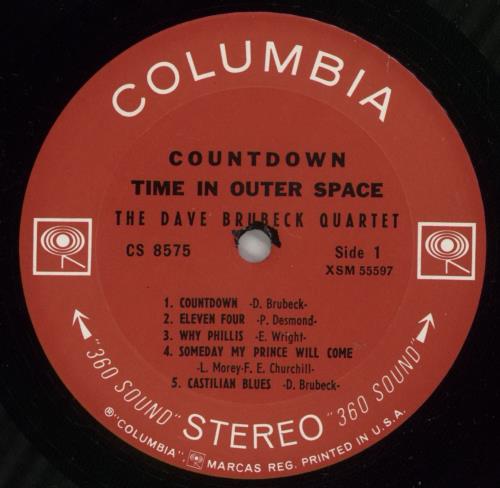 COLUMBIA
COUNTDOWN
TIME IN OUTER SPACE
THE DAVE BRUBECK QUARTET
CS 8575
Side 1
XSM 55597
1. COUNTDOWN -D. Brubeck-
2. ELEVEN FOUR -P. Desmond-
3. WHY PHILLIS -E. Wright-
4. SOMEDAY MY PRINCE WILL COME
-L. Morey-F. E. Churchill-
5. CASTILIAN BLUES -D. Brubeck-
"360 SOUND" STEREO "360 SOUND"
®"COLUMBIA", MARCAS REG. PRINTED IN U.S.A.